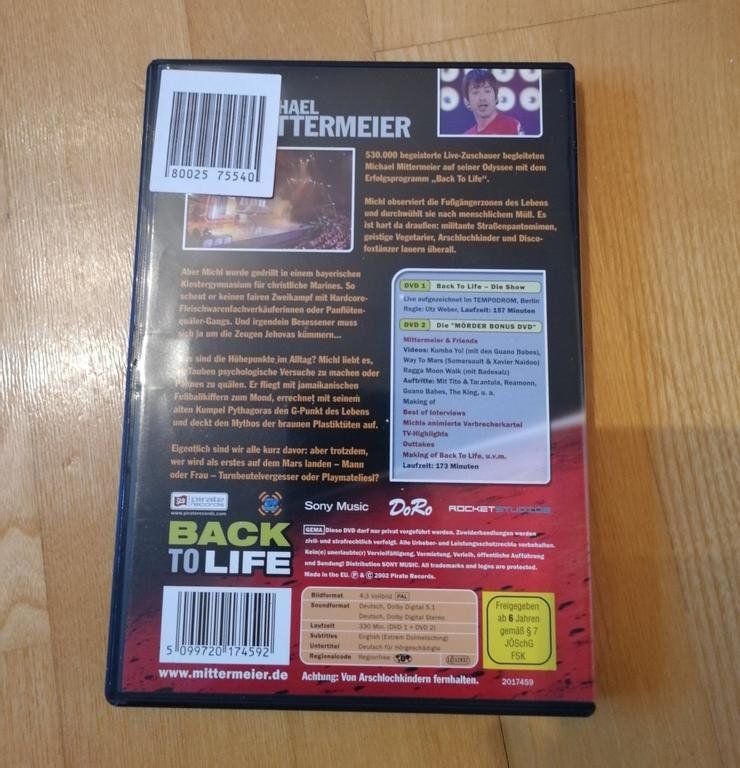 HAEL
TTERMEIER
80025 75540
530.000 begeisterte Live-Zuschauer begleiteten
Michael Mittermeier auf seiner Odyssee mit dem
Erfolgsprogramm „Back To Life“.
Michl observiert die Fußgängerzonen des Lebens
und durchwühlt sie nach menschlichem Müll. Es
ist hart da draußen: militante Straßenpantomimen,
geistige Vegetarier, Arschlochkinder und Disco-
foxtänzer lauern überall.
Aber Michl wurde gedrillt in einem bayerischen
Klostergymnasium für christliche Marines. So
scheut er keinen fairen Zweikampf mit Hardcore-
Fleischwarenfachverkäuferinen oder Panflöten-
quäler-Gangs. Und irgendein Besessener muss
sich ja um die Zeugen Jehovas kümmern...
as sind die Höhepunkte im Alltag? Michl liebt es,
Tauben psychologische Versuche zu machen oder
nen zu quälen. Er fliegt mit jamaikanischen
Fußballkiffern zum Mond, errechnet mit seinem
alten Kumpel Pythagoras den G-Punkt des Lebens
und deckt den Mythos der braunen Plastiktüten auf.
Eigentlich sind wir alle kurz davor: aber trotzdem,
wer wird als erstes auf dem Mars landen – Mann
oder Frau – Turnbeutelvergesser oder Playmateliesl?
DVD 1 Back To Life – Die Show
Live aufgezeichnet im TEMPODROM, Berlin
Regie: Utz Weber, Laufzeit: 157 Minuten
DVD 2 Die "MÖRDER BONUS DVD"
Mittermeier & Friends
Videos: Kumba Yo! (mit den Guano Babes),
Way To Mars (Somersault & Xavier Naidoo)
Ragga Moon Walk (mit Badesalz)
Auftritte: Mit Tito & Tarantula, Reamonn,
Guano Babes, The King, u. a.
Making of
Best of Interviews
Michls animierte Verbrecherkartei
TV-Highlights
Outtakes
Making of Back To Life, u.v.m.
Laufzeit: 173 Minuten
pirate records
www.piraterecords.com
Sony Music
DoRo
ROCKETSTUDIOS
BACK
TO LIFE
GEMA Diese DVD darf nur privat vorgeführt werden. Zuwiderhandlungen werden
zivil- und strafrechtlich verfolgt. Alle Urheber- und Leistungsschutzrechte vorbehalten.
Kein(e) unerlaubte(r) Vervielfältigung, Vermietung, Verleih, öffentliche Aufführung
und Sendung! Distribution SONY MUSIC. All trademarks and logos are protected.
Made in the EU. Ⓟ & © 2002 Pirate Records.
Bildformat 4:3 Vollbild PAL
Soundformat Deutsch, Dolby Digital 5.1
Deutsch, Dolby Digital Stereo
Laufzeit 330 Min. (DVD 1 + DVD 2)
Subtitles English (Extrem Dolmetsching)
Untertitel Deutsch für Hörgeschädigte
Regionalcode Regionfree
Freigegeben
ab 6 Jahren
gemäß § 7
JÖSchG
FSK
5 099720 174592
www.mittermeier.de
Achtung: Von Arschlochkindern fernhalten.
2017459